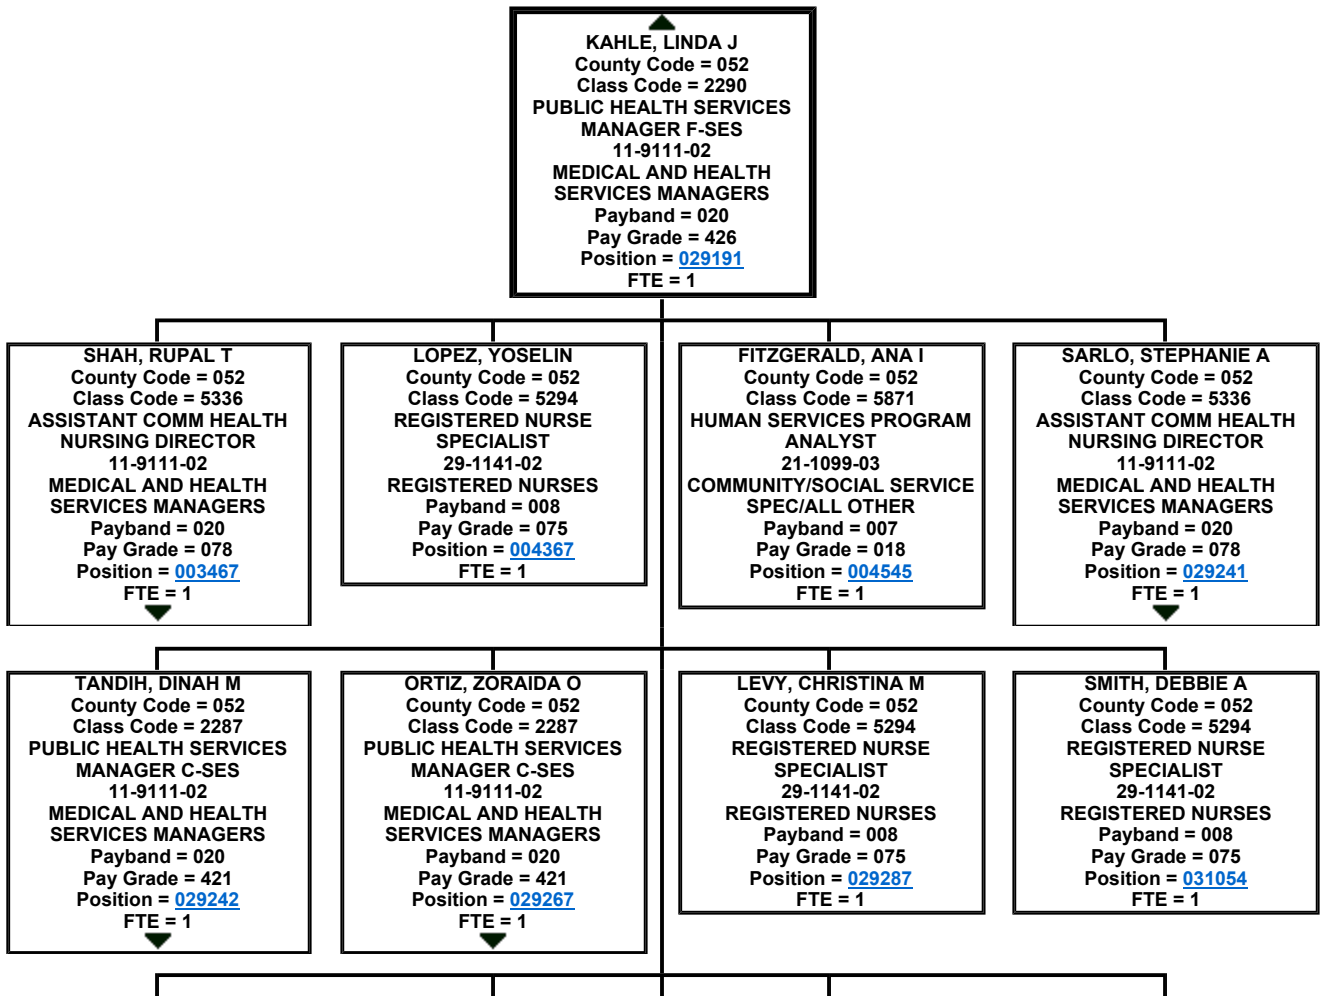 KAHLE, LINDA J
County Code = 052
Class Code = 2290
PUBLIC HEALTH SERVICES
MANAGER F-SES
11-9111-02
MEDICAL AND HEALTH
SERVICES MANAGERS
Payband = 020
Pay Grade = 426
Position = 029191
FTE = 1
SHAH, RUPAL T
County Code = 052
Class Code = 5336
ASSISTANT COMM HEALTH
NURSING DIRECTOR
11-9111-02
MEDICAL AND HEALTH
SERVICES MANAGERS
Payband = 020
Pay Grade = 078
Position = 003467
FTE = 1
LOPEZ, YOSELIN
County Code = 052
Class Code = 5294
REGISTERED NURSE
SPECIALIST
29-1141-02
REGISTERED NURSES
Payband = 008
Pay Grade = 075
Position = 004367
FTE = 1
FITZGERALD, ANA I
County Code = 052
Class Code = 5871
HUMAN SERVICES PROGRAM
ANALYST
21-1099-03
COMMUNITY/SOCIAL SERVICE
SPEC/ALL OTHER
Payband = 007
Pay Grade = 018
Position = 004545
FTE = 1
SARLO, STEPHANIE A
County Code = 052
Class Code = 5336
ASSISTANT COMM HEALTH
NURSING DIRECTOR
11-9111-02
MEDICAL AND HEALTH
SERVICES MANAGERS
Payband = 020
Pay Grade = 078
Position = 029241
FTE = 1
TANDIH, DINAH M
County Code = 052
Class Code = 2287
PUBLIC HEALTH SERVICES
MANAGER C-SES
11-9111-02
MEDICAL AND HEALTH
SERVICES MANAGERS
Payband = 020
Pay Grade = 421
Position = 029242
FTE = 1
ORTIZ, ZORAIDA O
County Code = 052
Class Code = 2287
PUBLIC HEALTH SERVICES
MANAGER C-SES
11-9111-02
MEDICAL AND HEALTH
SERVICES MANAGERS
Payband = 020
Pay Grade = 421
Position = 029267
FTE = 1
LEVY, CHRISTINA M
County Code = 052
Class Code = 5294
REGISTERED NURSE
SPECIALIST
29-1141-02
REGISTERED NURSES
Payband = 008
Pay Grade = 075
Position = 029287
FTE = 1
SMITH, DEBBIE A
County Code = 052
Class Code = 5294
REGISTERED NURSE
SPECIALIST
29-1141-02
REGISTERED NURSES
Payband = 008
Pay Grade = 075
Position = 031054
FTE = 1